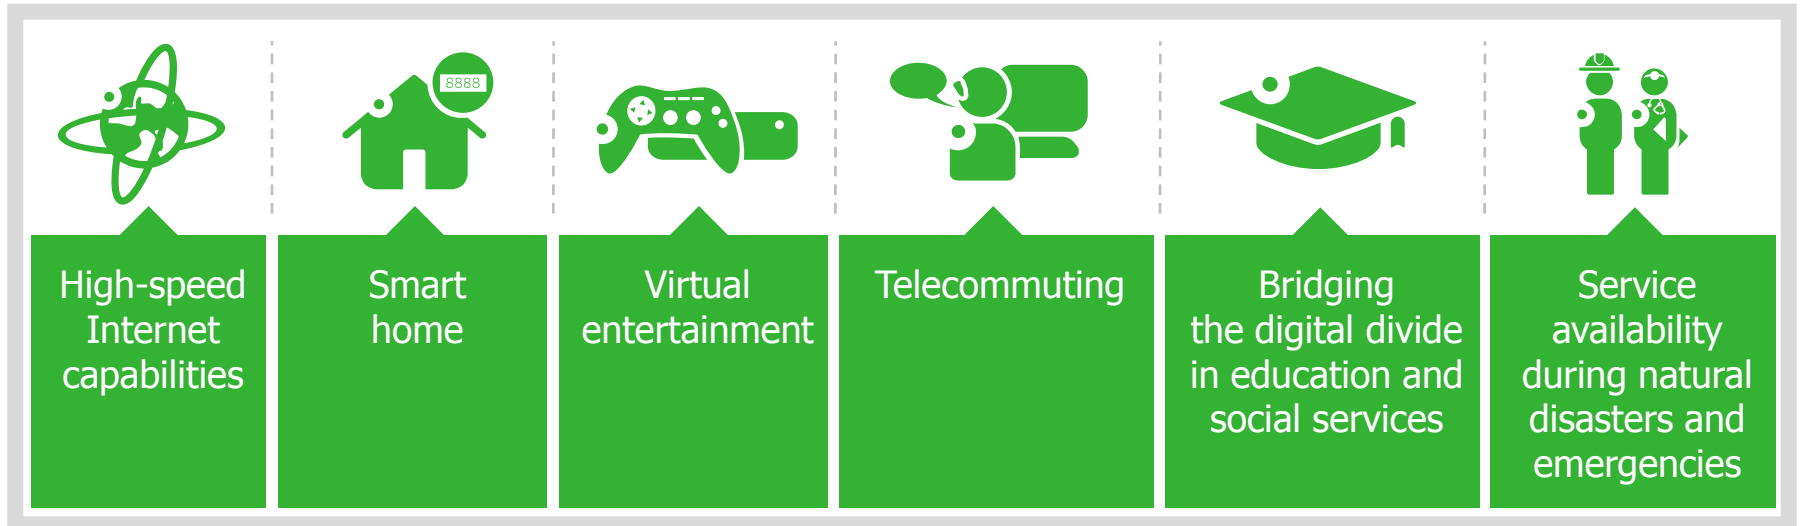 8888
High-speed
Internet
capabilities
Smart
home
Virtual
entertainment
Telecommuting
Bridging
the digital divide
in education and
social services
Service
availability
during natural
disasters and
emergencies